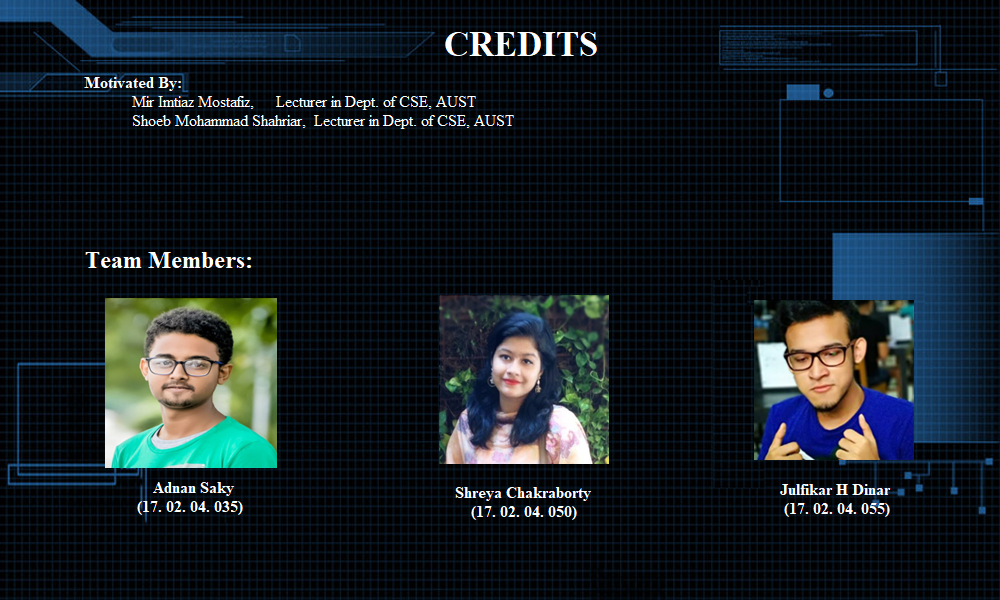 CREDITS
Motivated By:
Mir Imtiaz Mostafiz, Lecturer in Dept. of CSE, AUST
Shoeb Mohammad Shahriar, Lecturer in Dept. of CSE, AUST
Team Members:
Adnan Saky
(17. 02. 04. 035)
Shreya Chakraborty
(17. 02. 04. 050)
Julfikar H Dinar
(17. 02. 04. 055)